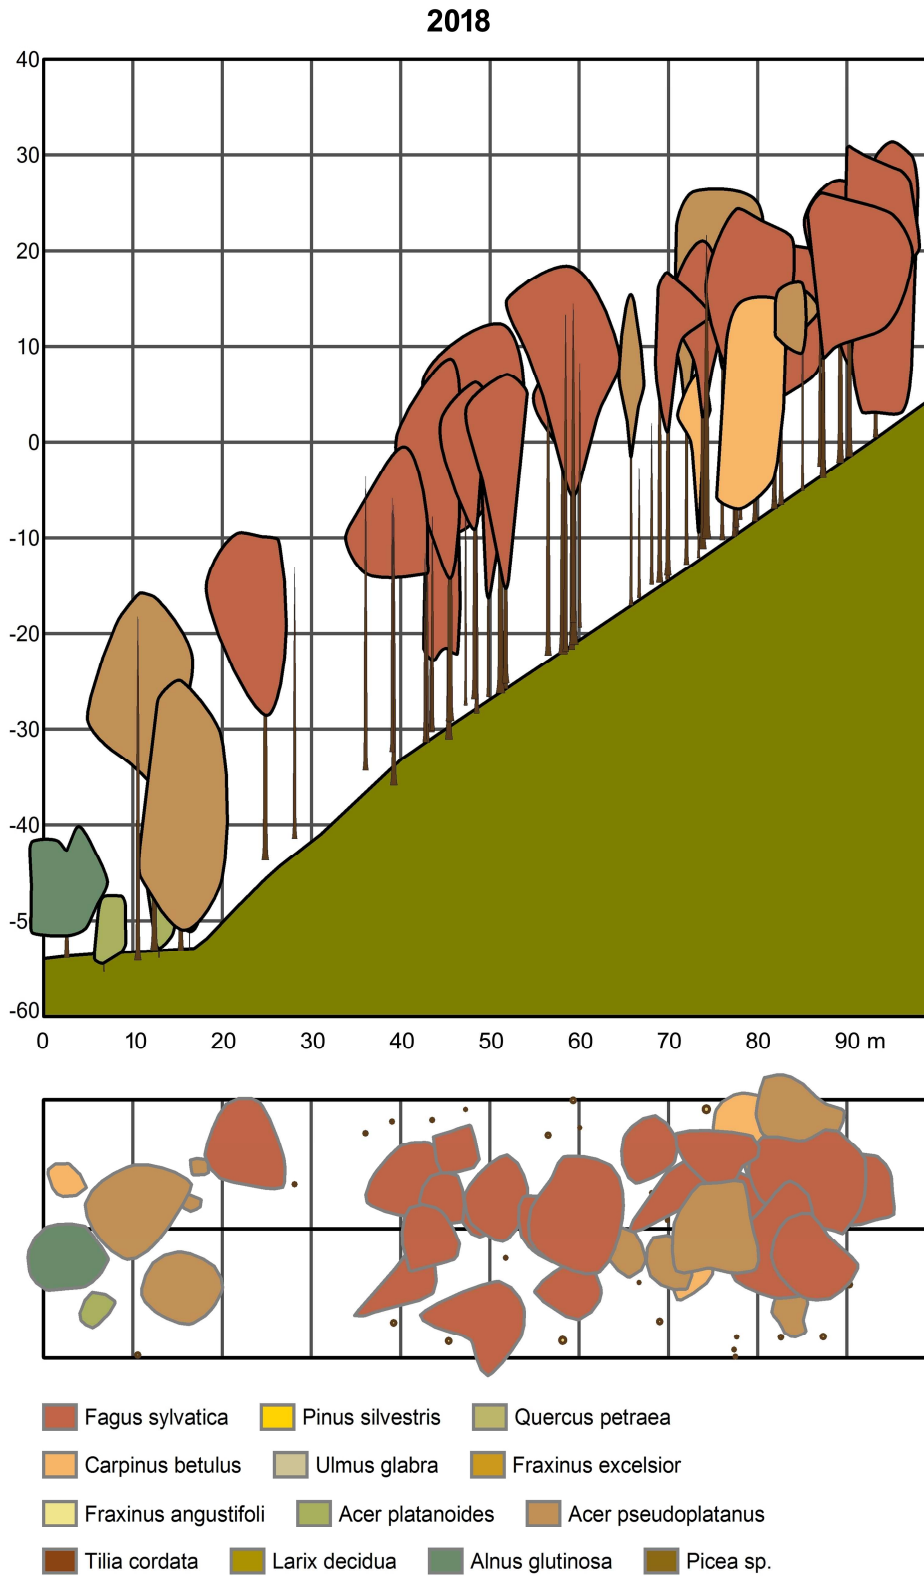 2018
40
30
20
10
0
-10
-20
-30
-40
-5
-60
0 10 20 30 40 50 60 70 80 90 m
Fagus sylvatica Pinus silvestris Quercus petraea
Carpinus betulus Ulmus glabra Fraxinus excelsior
Fraxinus angustifoli Acer platanoides Acer pseudoplatanus
Tilia cordata Larix decidua Alnus glutinosa Picea sp.